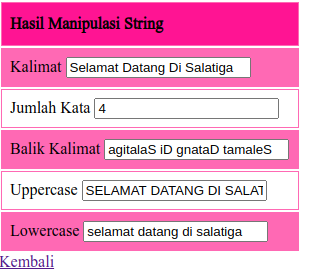 Hasil Manipulasi String
Kalimat Selamat Datang Di Salatiga
Jumlah Kata 4
Balik Kalimat agitalaS iD gnataD tamaleS
Uppercase SELAMAT DATANG DI SALAT
Lowercase selamat datang di salatiga
Kembali